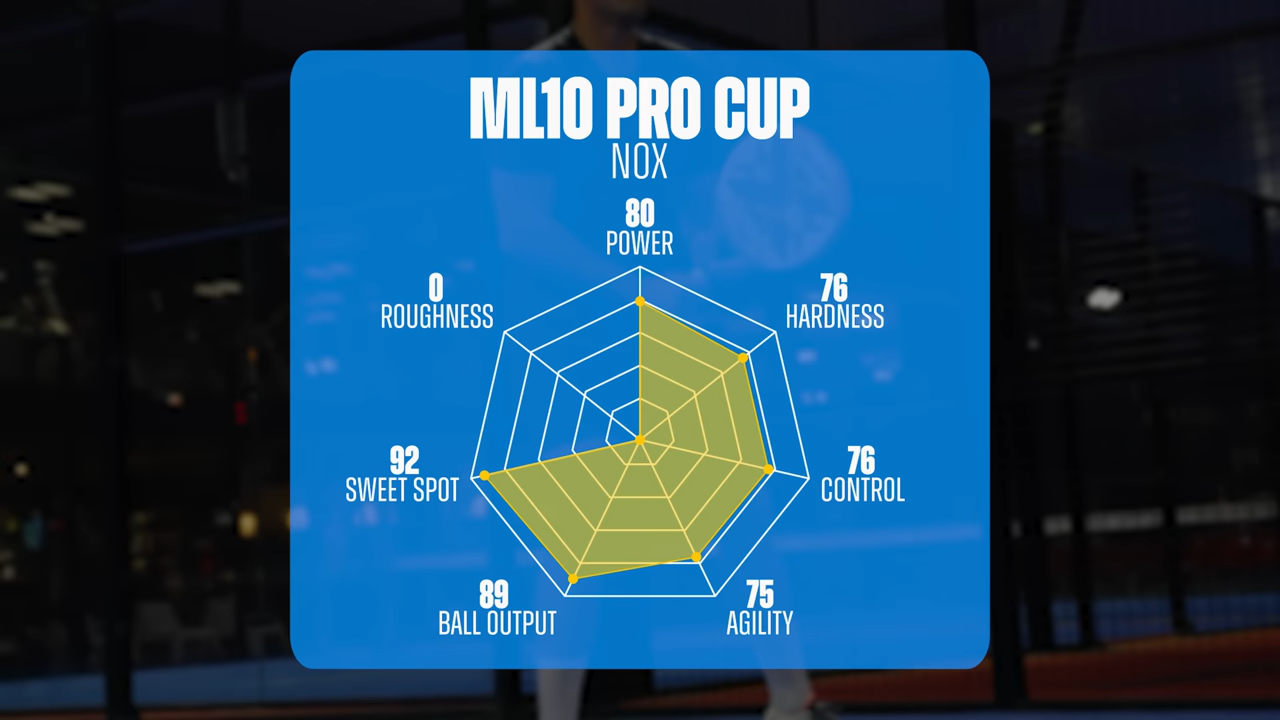 ML10 PRO CUP
NOX
80
POWER
0
ROUGHNESS
76
HARDNESS
92
SWEET SPOT
76
CONTROL
89
BALL OUTPUT
75
AGILITY